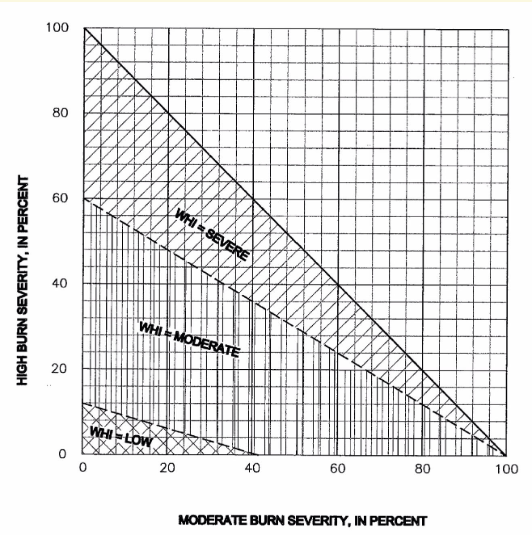 100
80
60
40
20
0
HIGH BURN SEVERITY, IN PERCENT
WHI = SEVERE
WHI = MODERATE
WHI = LOW
0 20 40 60 80 100
MODERATE BURN SEVERITY, IN PERCENT